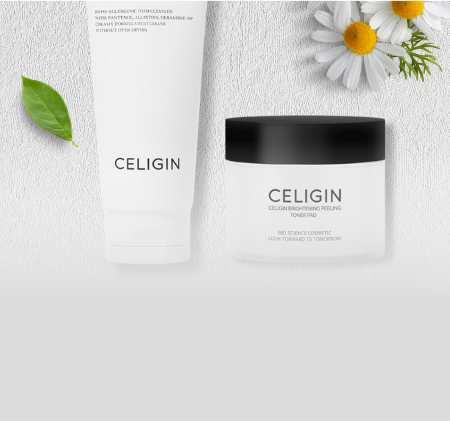 HYPO-ALLERGENIC FOAM CLEANSER
WITH PANTENOL, ALLANTOIN, CERAMIDE NP
CREAMY FORMULA THAT CLEANS
WITHOUT OVER-DRYING
CELIGIN
CELIGIN
CELIGIN BRIGHTENING PEELING
TONER PAD
BIO SCIENCE COSMETIC
LOOK FORWARD TO TOMORROW